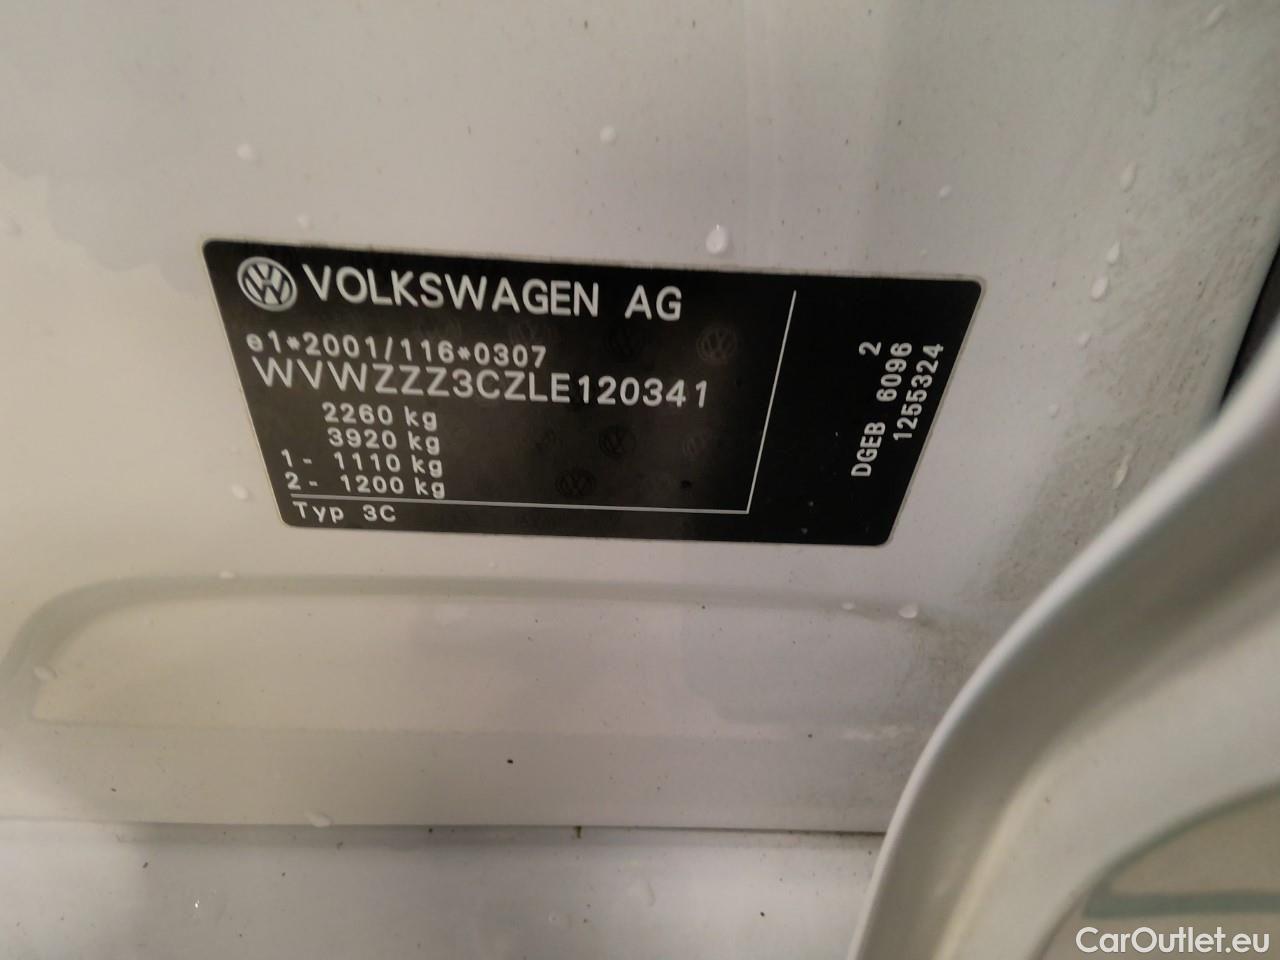 VOLKSWAGEN AG
e1*2001/116*0307
WVWZZZ3CZLE120341
2260 kg
3920 kg
1- 1110 kg
2- 1200 kg
Typ 3C
2
DGEB 6096
1255324
CarOutlet.eu